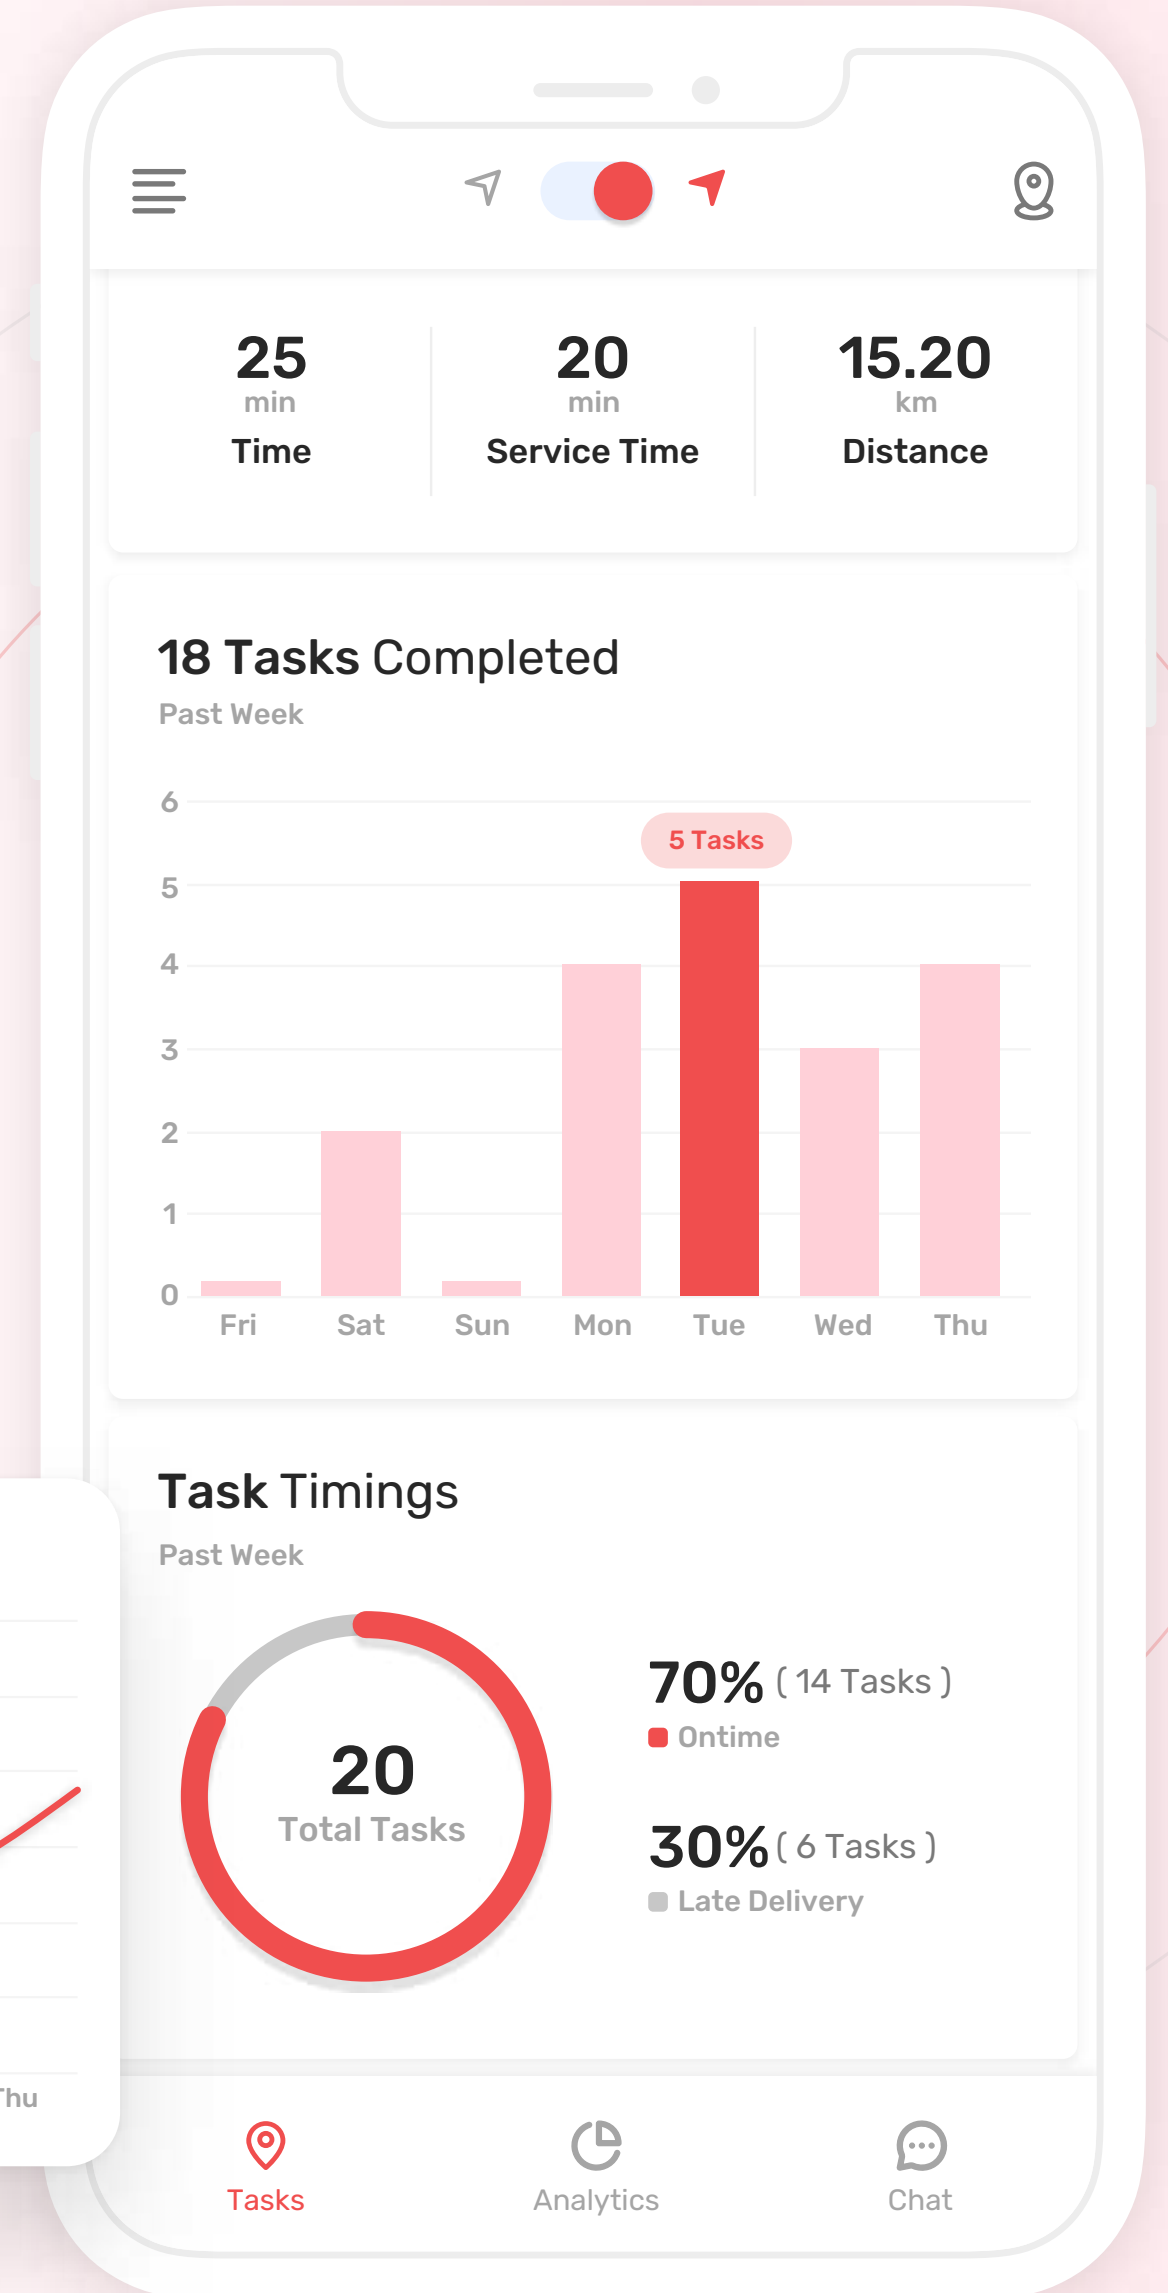 25
min
Time
20
min
Service Time
15.20
km
Distance
18 Tasks Completed
Past Week
6
5 Tasks
5
4
3
2
1
0
Fri Sat Sun Mon Tue Wed Thu
Task Timings
Past Week
20
Total Tasks
70% ( 14 Tasks )
Ontime
30% ( 6 Tasks )
Late Delivery
Thu
Tasks Analytics Chat